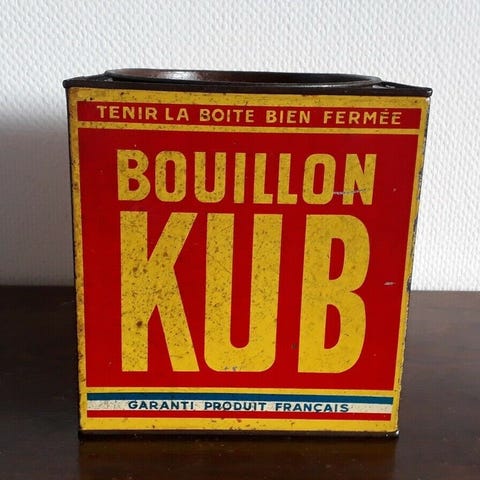 TENIR LA BOITE BIEN FERMÉE
BOUILLON
KUB
GARANTI PRODUIT FRANÇAIS